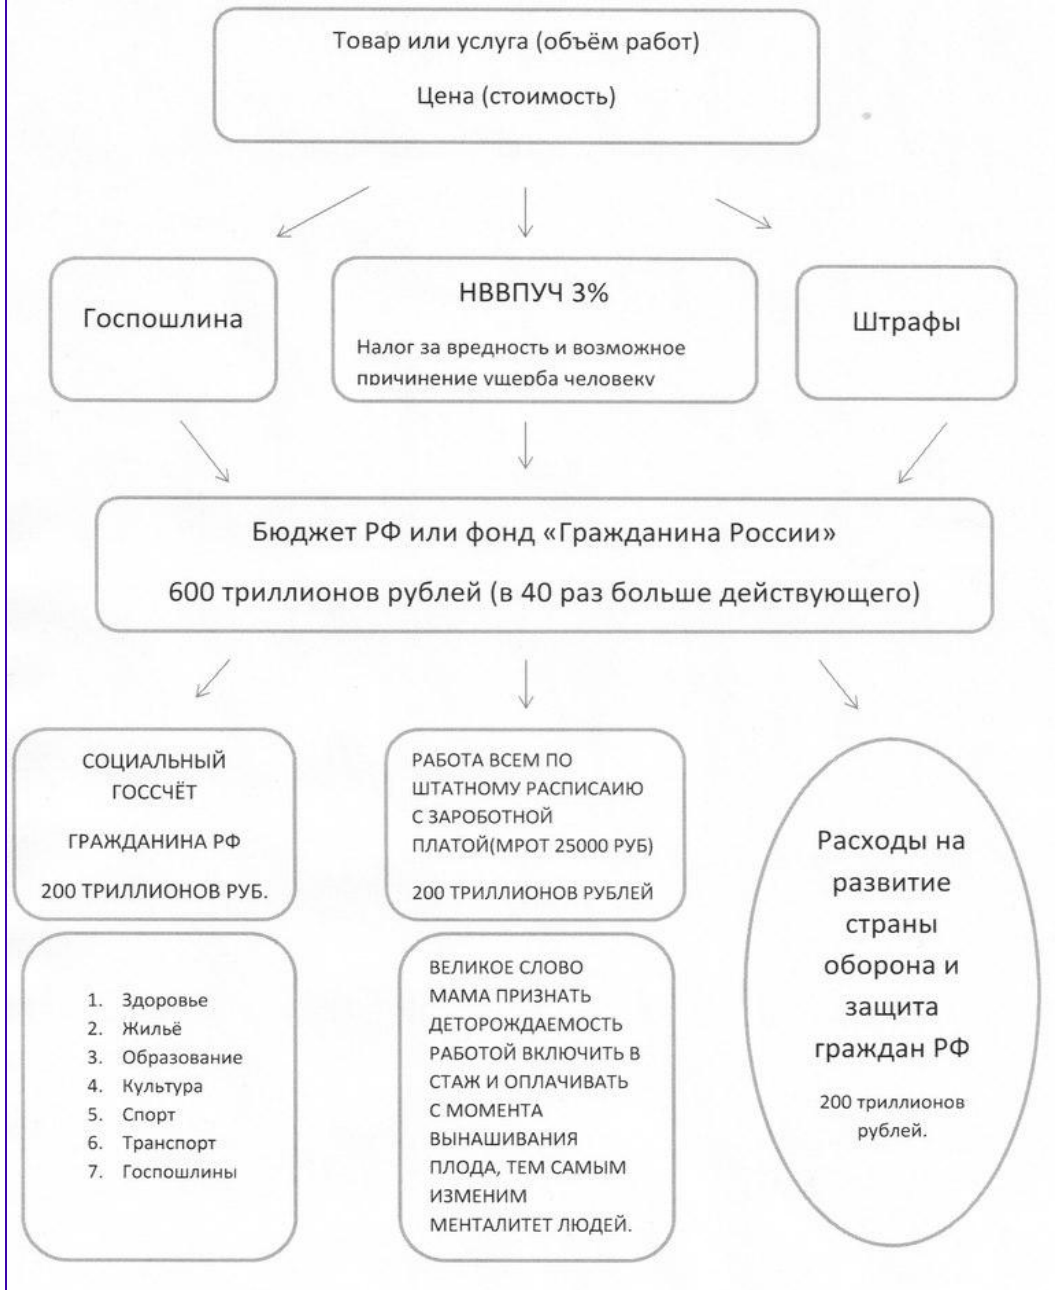 Товар или услуга (объём работ)
Цена (стоимость)
Госпошлина
НВВПУЧ 3%
Налог за вредность и возможное
причинение ущерба человеку
Штрафы
Бюджет РФ или фонд «Гражданина России»
600 триллионов рублей (в 40 раз больше действующего)
СОЦИАЛЬНЫЙ
ГОССЧЁТ
ГРАЖДАНИНА РФ
200 ТРИЛЛИОНОВ РУБ.
1. Здоровье
2. Жильё
3. Образование
4. Культура
5. Спорт
6. Транспорт
7. Госпошлины
РАБОТА ВСЕМ ПО
ШТАТНОМУ РАСПИСАИЮ
С ЗАРОБОТНОЙ
ПЛАТОЙ(МРОТ 25000 РУБ)
200 ТРИЛЛИОНОВ РУБЛЕЙ
ВЕЛИКОЕ СЛОВО
МАМА ПРИЗНАТЬ
ДЕТОРОЖДАЕМОСТЬ
РАБОТОЙ ВКЛЮЧИТЬ В
СТАЖ И ОПЛАЧИВАТЬ
С МОМЕНТА
ВЫНАШИВАНИЯ
ПЛОДА, ТЕМ САМЫМ
ИЗМЕНИМ
МЕНТАЛИТЕТ ЛЮДЕЙ.
Расходы на
развитие
страны
оборона и
защита
граждан РФ
200 триллионов
рублей.